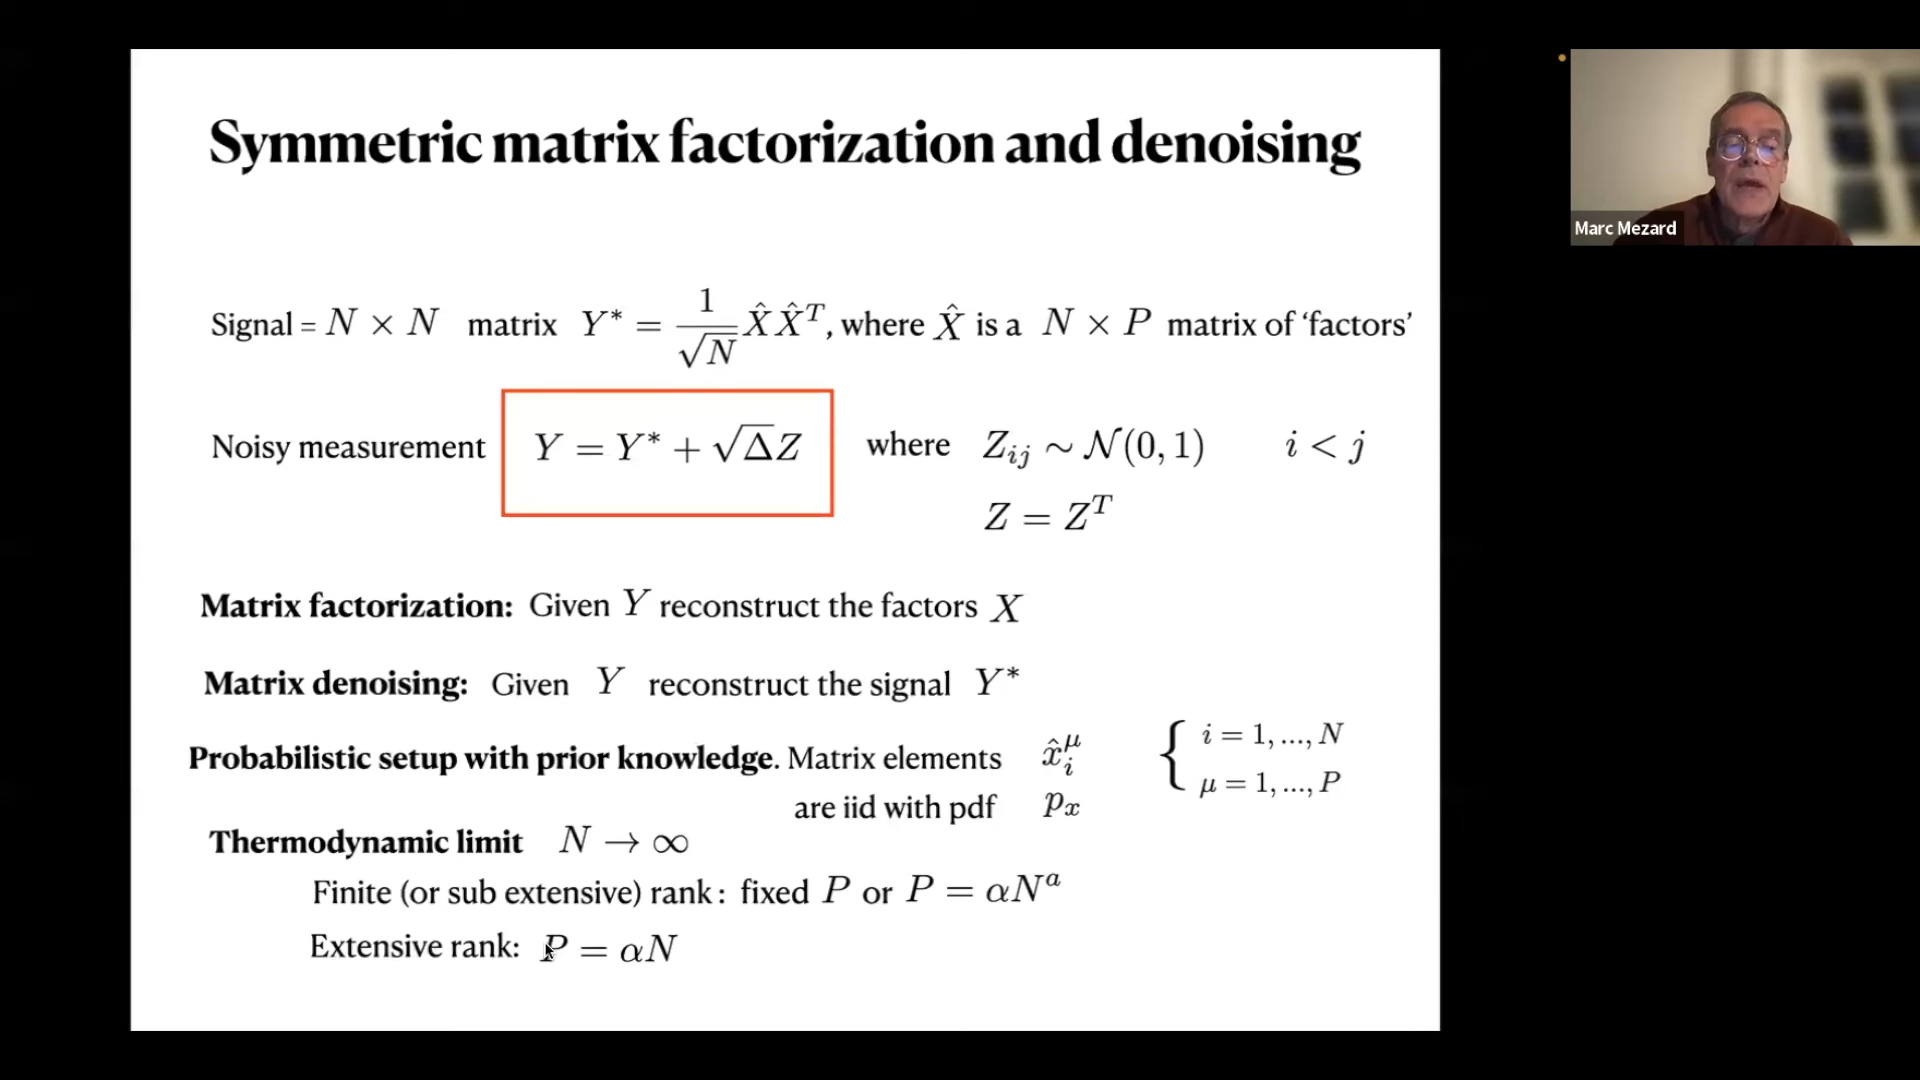 Symmetric matrix factorization and denoising
Marc Mezard
Signal = N × N matrix Y* = 1/√N X̂X̂ᵀ, where X̂ is a N × P matrix of ‘factors’
Noisy measurement Y = Y* + √Δ Z where Z_ij ∼ 𝒩(0, 1) i < j
Z = Zᵀ
Matrix factorization: Given Y reconstruct the factors X
Matrix denoising: Given Y reconstruct the signal Y*
Probabilistic setup with prior knowledge. Matrix elements x̂_i^μ { i = 1, ..., N
are iid with pdf p_x μ = 1, ..., P
Thermodynamic limit N → ∞
Finite (or sub extensive) rank : fixed P or P = αNᵃ
Extensive rank: P = αN